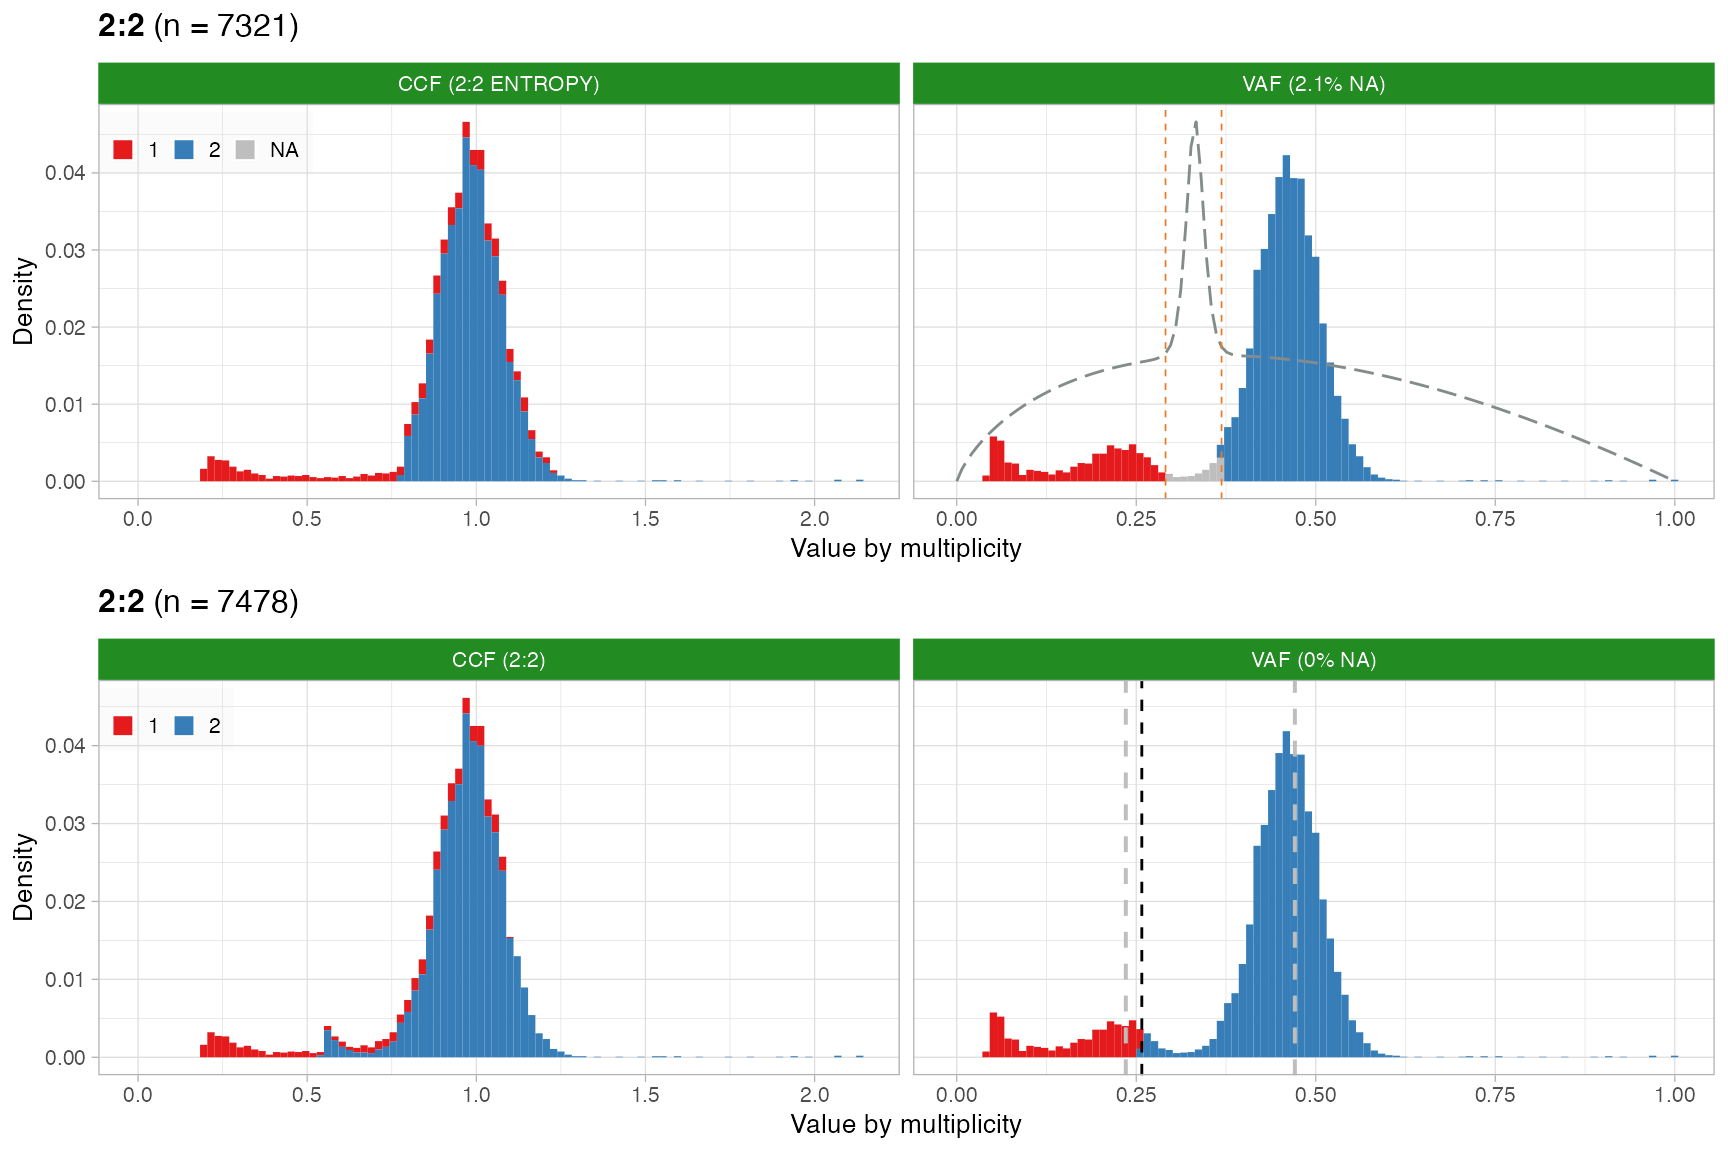 2:2 (n = 7321)
CCF (2:2 ENTROPY)
VAF (2.1% NA)
1 2 NA
Density
0.04
0.03
0.02
0.01
0.00
0.0 0.5 1.0 1.5 2.0
0.00 0.25 0.50 0.75 1.00
Value by multiplicity
2:2 (n = 7478)
CCF (2:2)
VAF (0% NA)
1 2
Density
0.04
0.03
0.02
0.01
0.00
0.0 0.5 1.0 1.5 2.0
0.00 0.25 0.50 0.75 1.00
Value by multiplicity